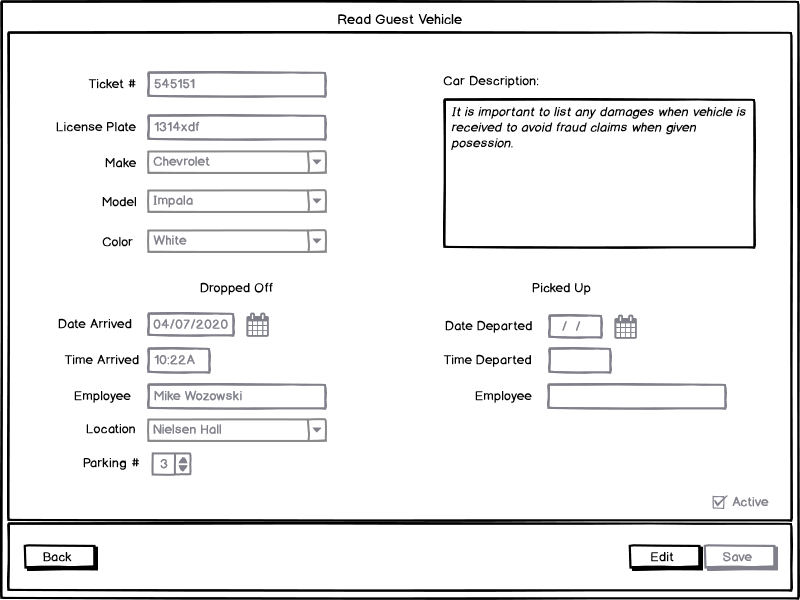 Read Guest Vehicle
Ticket # 545151
License Plate 1314xdf
Make Chevrolet
Model Impala
Color White
Car Description:
It is important to list any damages when vehicle is
received to avoid fraud claims when given
posession.
Dropped Off
Date Arrived 04/07/2020
Time Arrived 10:22A
Employee Mike Wozowski
Location Nielsen Hall
Parking # 3
Picked Up
Date Departed / /
Time Departed
Employee
Active
Back
Edit
Save